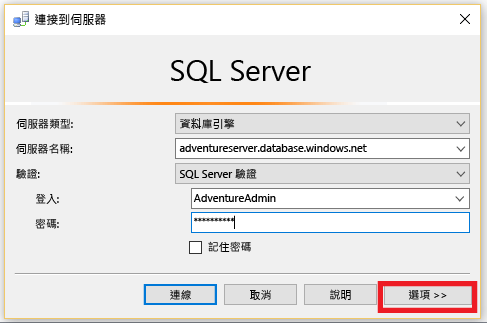 連接到伺服器
SQL Server
伺服器類型: 資料庫引擎
伺服器名稱: adventureserver.database.windows.net
驗證: SQL Server 驗證
登入: AdventureAdmin
密碼: **********
記住密碼
連線 取消 說明 選項 >>